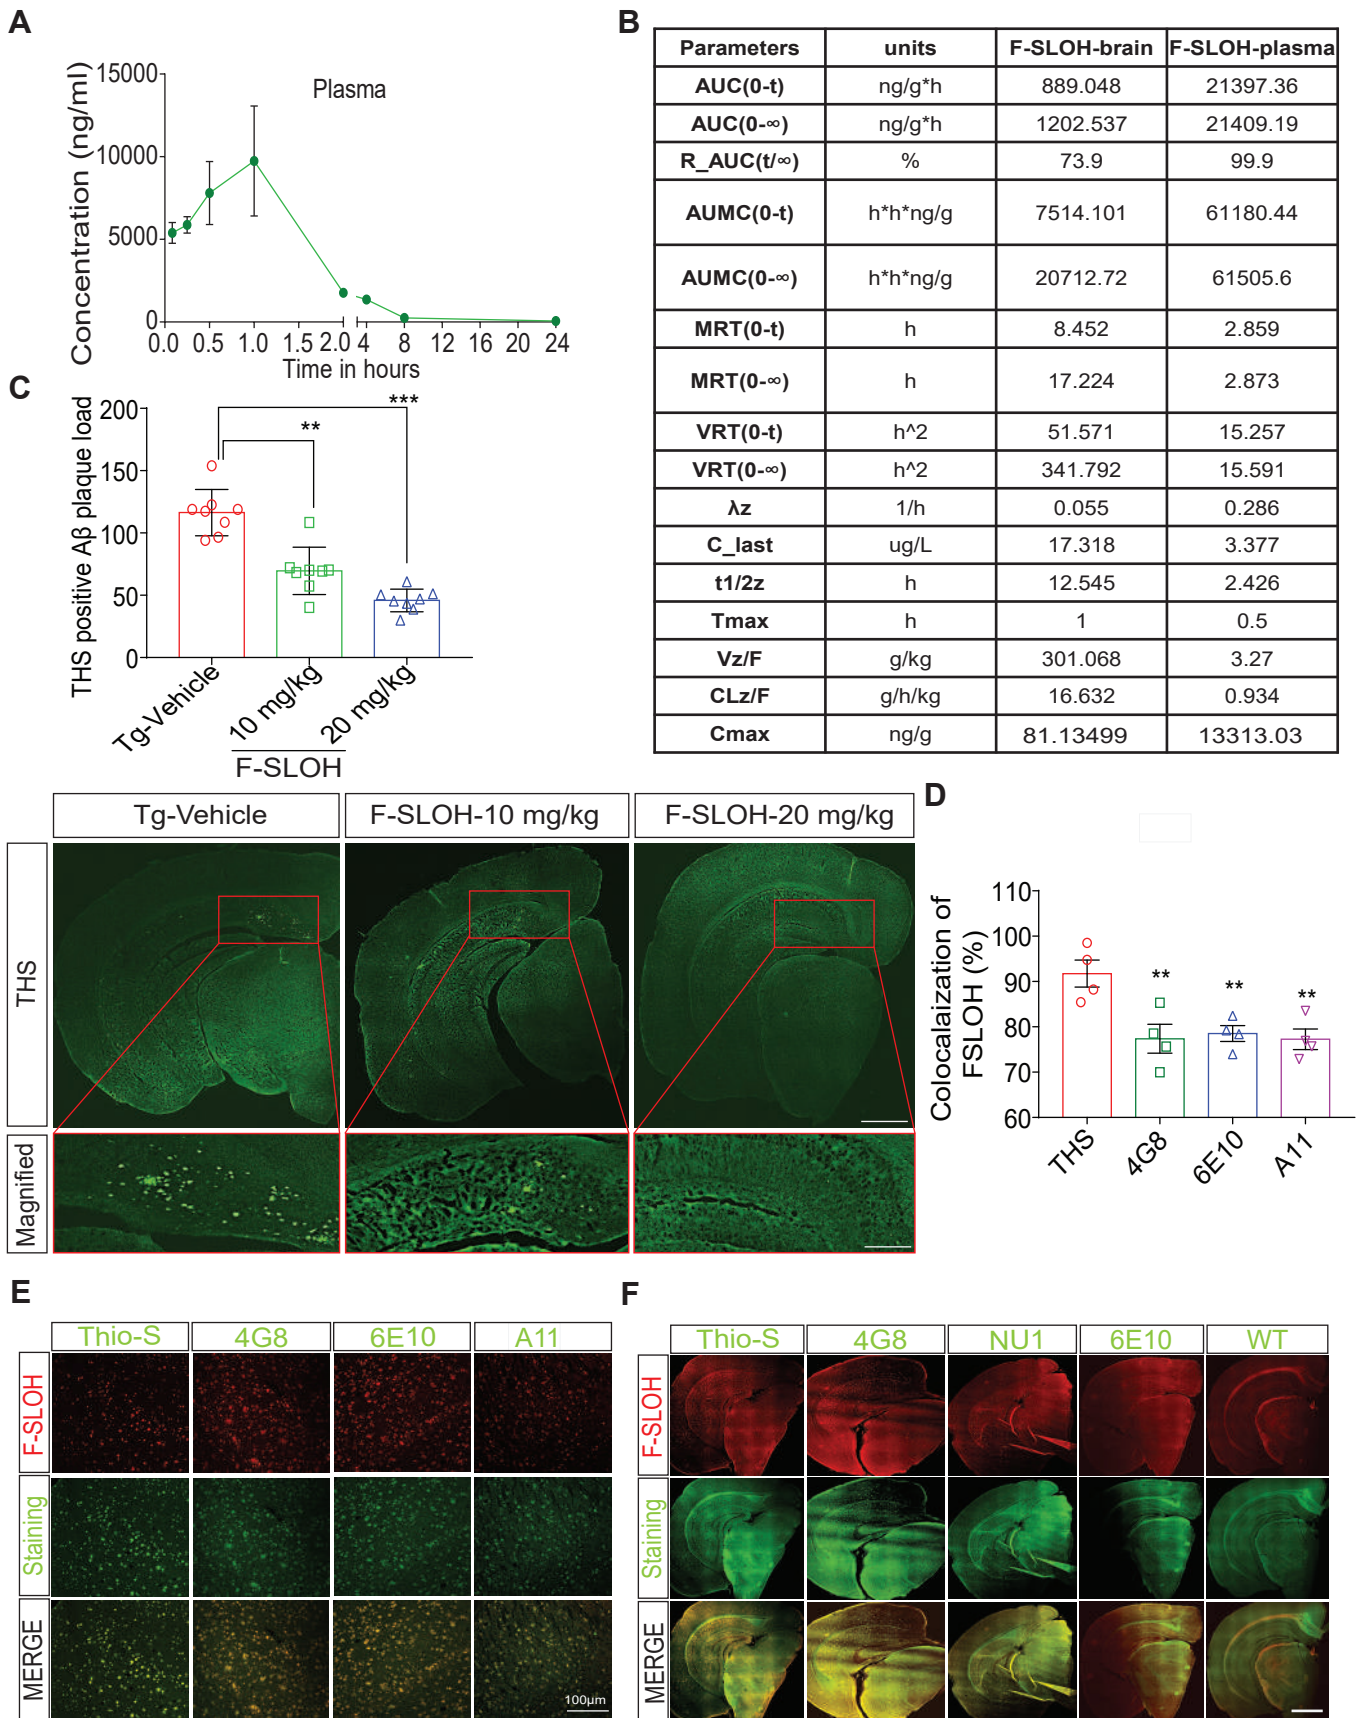 A
15000
10000
5000
0
Concentration (ng/ml)
Plasma
0.0 0.5 1.0 1.5 2.0 4 8 12 16 20 24
Time in hours
B
Parameters units F-SLOH-brain F-SLOH-plasma
AUC(0-t) ng/g*h 889.048 21397.36
AUC(0-∞) ng/g*h 1202.537 21409.19
R_AUC(t/∞) % 73.9 99.9
AUMC(0-t) h*h*ng/g 7514.101 61180.44
AUMC(0-∞) h*h*ng/g 20712.72 61505.6
MRT(0-t) h 8.452 2.859
MRT(0-∞) h 17.224 2.873
VRT(0-t) h^2 51.571 15.257
VRT(0-∞) h^2 341.792 15.591
λz 1/h 0.055 0.286
C_last ug/L 17.318 3.377
t1/2z h 12.545 2.426
Tmax h 1 0.5
Vz/F g/kg 301.068 3.27
CLz/F g/h/kg 16.632 0.934
Cmax ng/g 81.13499 13313.03
C
THS positive Aβ plaque load
200
150
100
50
0
***
**
Tg-Vehicle
10 mg/kg
20 mg/kg
F-SLOH
Tg-Vehicle F-SLOH-10 mg/kg F-SLOH-20 mg/kg
THS
Magnified
D
Colocalaization of
FSLOH (%)
110
100
90
80
70
60
** ** **
THS 4G8 6E10 A11
E
Thio-S 4G8 6E10 A11
F-SLOH
Staining
MERGE
100μm
F
Thio-S 4G8 NU1 6E10 WT
F-SLOH
Staining
MERGE